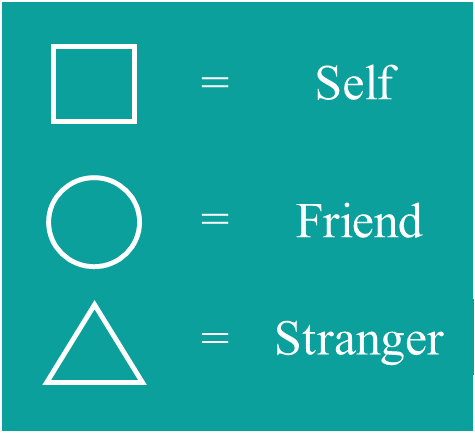 = Self
= Friend
= Stranger